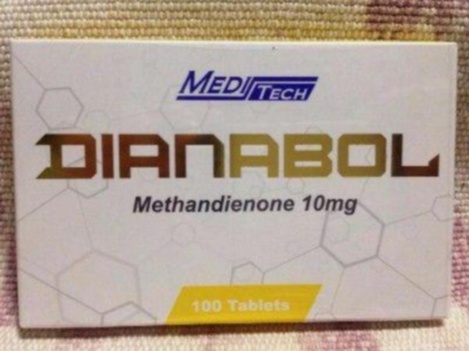 MEDITECH
DIANABOL
Methandienone 10mg
100 Tablets